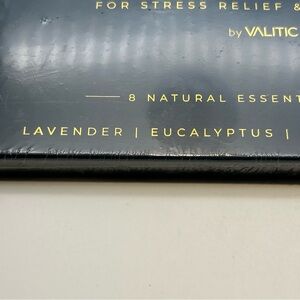 FOR STRESS RELIEF &
by VALITIC
8 NATURAL ESSENT
LAVENDER | EUCALYPTUS |